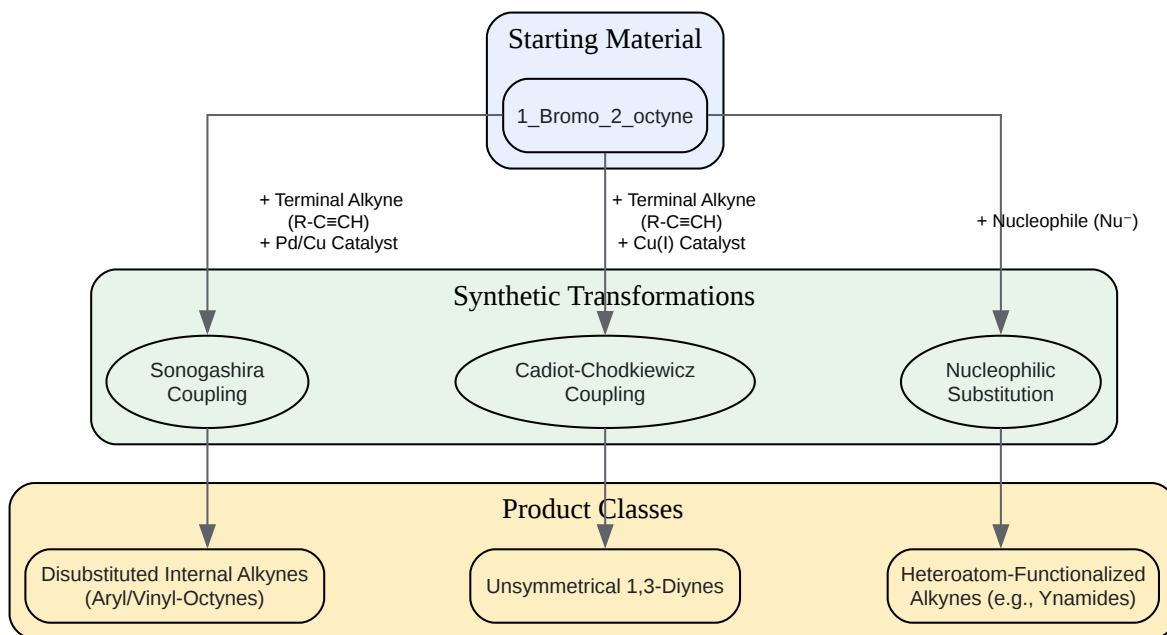 Starting Material
1_Bromo_2_octyne
+ Terminal Alkyne
(R-C≡CH)
+ Pd/Cu Catalyst
+ Terminal Alkyne
(R-C≡CH)
+ Cu(I) Catalyst
+ Nucleophile (Nu⁻)
Synthetic Transformations
Sonogashira
Coupling
Cadiot-Chodkiewicz
Coupling
Nucleophilic
Substitution
Product Classes
Disubstituted Internal Alkynes
(Aryl/Vinyl-Octynes)
Unsymmetrical 1,3-Diynes
Heteroatom-Functionalized
Alkynes (e.g., Ynamides)